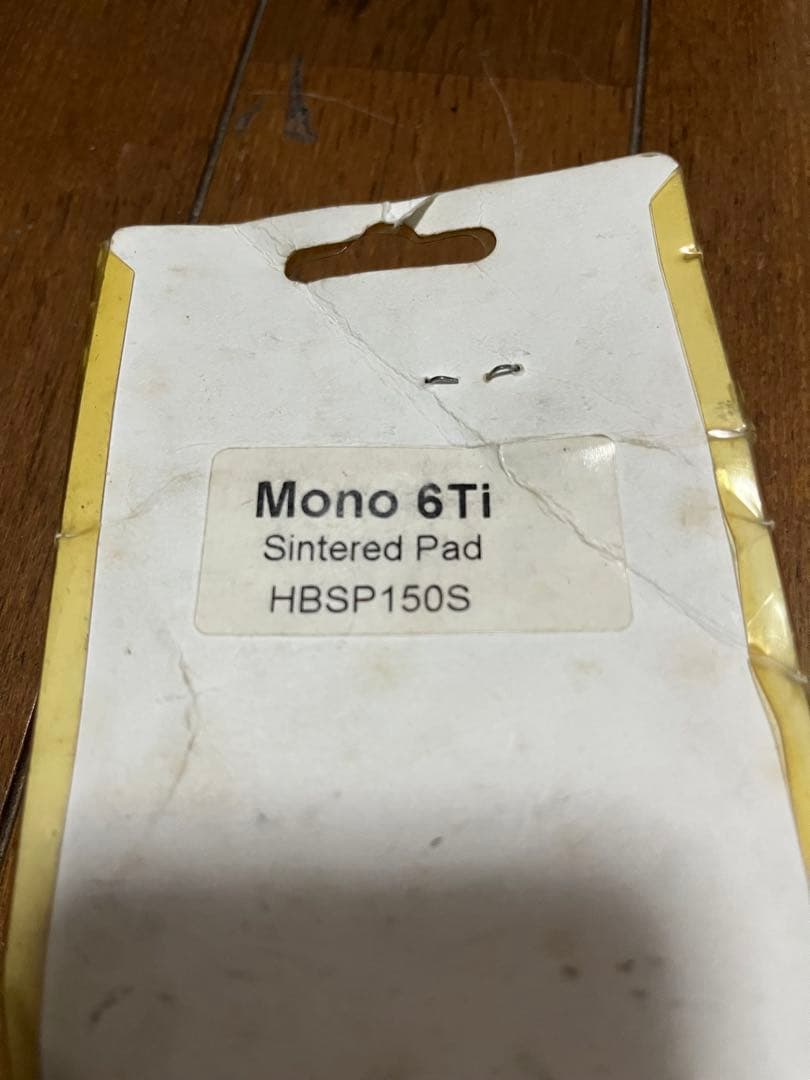 Mono 6Ti
Sintered Pad
HBSP150S